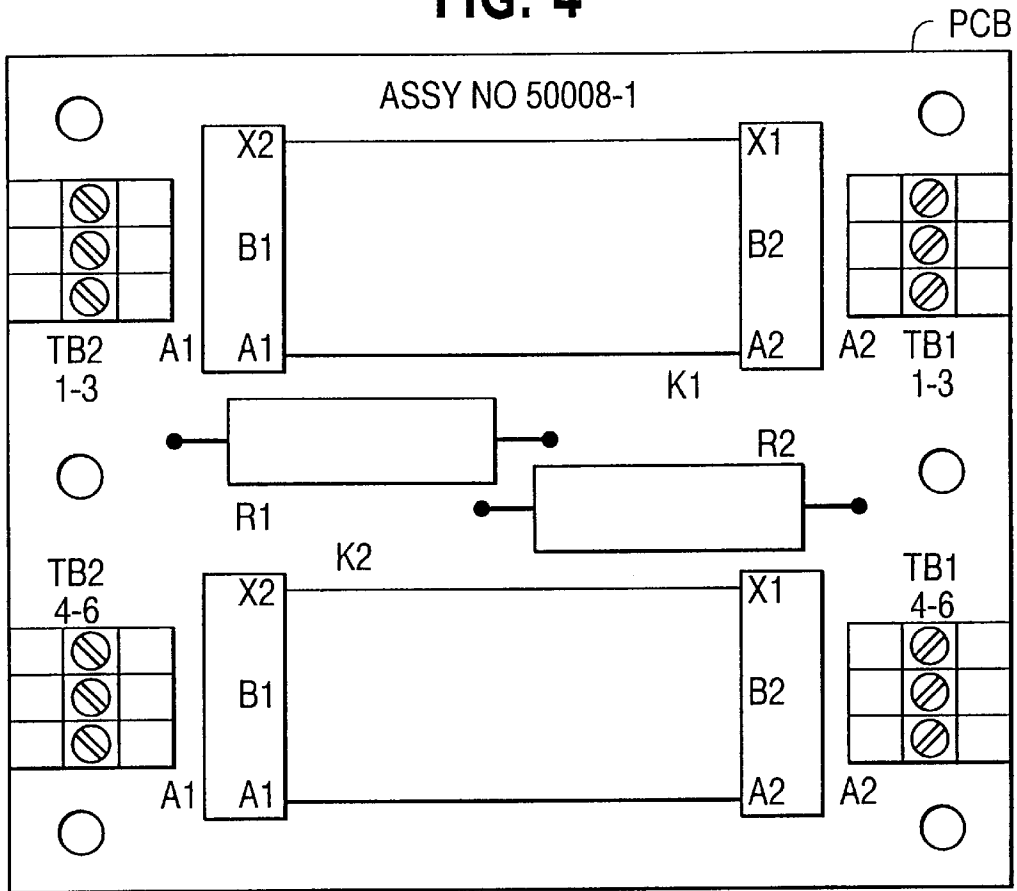 FIG. 4
PCB
ASSY NO 50008-1
X2
X1
B1
B2
A1
A1
A2
A2
TB2
1-3
TB1
1-3
K1
R2
R1
K2
TB2
4-6
TB1
4-6
X2
X1
B1
B2
A1
A1
A2
A2